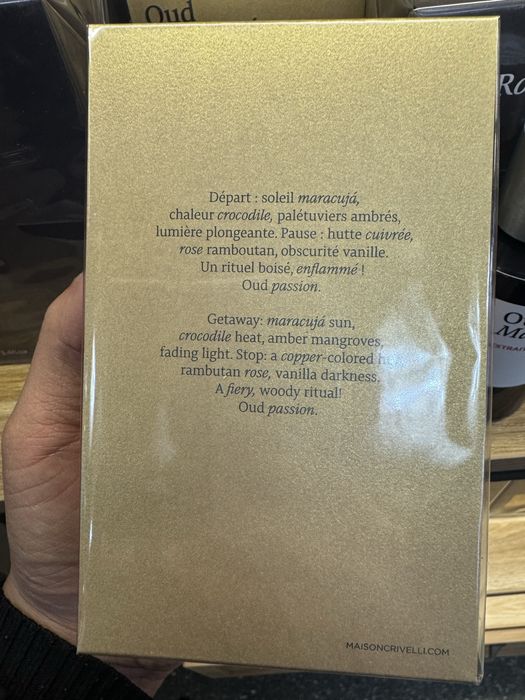 Oud
Départ : soleil maracujá,
chaleur crocodile, palétuviers ambrés,
lumière plongeante. Pause : hutte cuivrée,
rose ramboutan, obscurité vanille.
Un rituel boisé, enflammé !
Oud passion.
Getaway: maracujá sun,
crocodile heat, amber mangroves,
fading light. Stop: a copper-colored
rambutan rose, vanilla darkness.
A fiery, woody ritual!
Oud passion.
MAISONCRIVELLI.COM